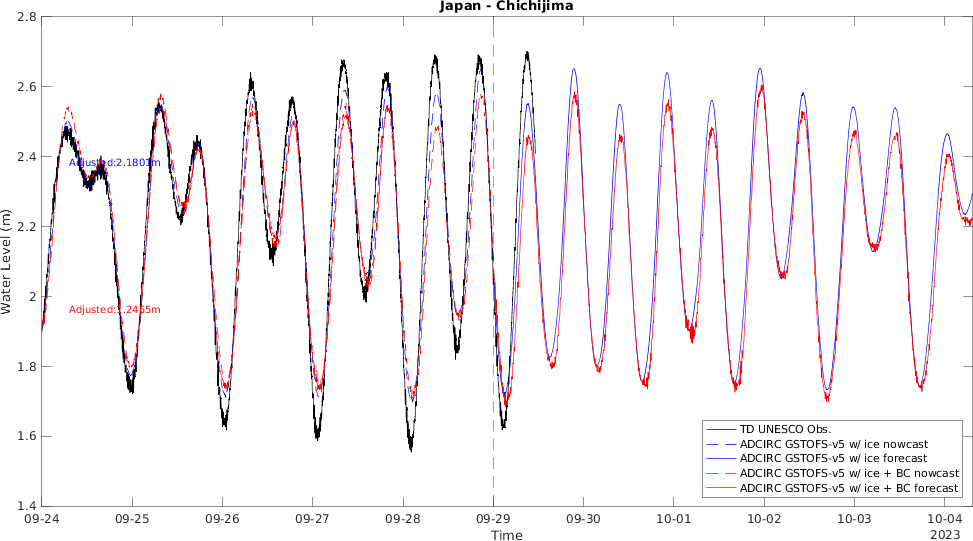 Japan - Chichijima
2.8
2.6
2.4
2.2
2
1.8
1.6
1.4
Water Level (m)
Adjusted:2.1801m
TD UNESCO Obs.
ADCIRC GSTOFS-v5 w/ ice nowcast
ADCIRC GSTOFS-v5 w/ ice forecast
ADCIRC GSTOFS-v5 w/ ice + BC nowcast
ADCIRC GSTOFS-v5 w/ ice + BC forecast
09-24 09-25 09-26 09-27 09-28 09-29 09-30 10-01 10-02 10-03 10-04
Time
2023